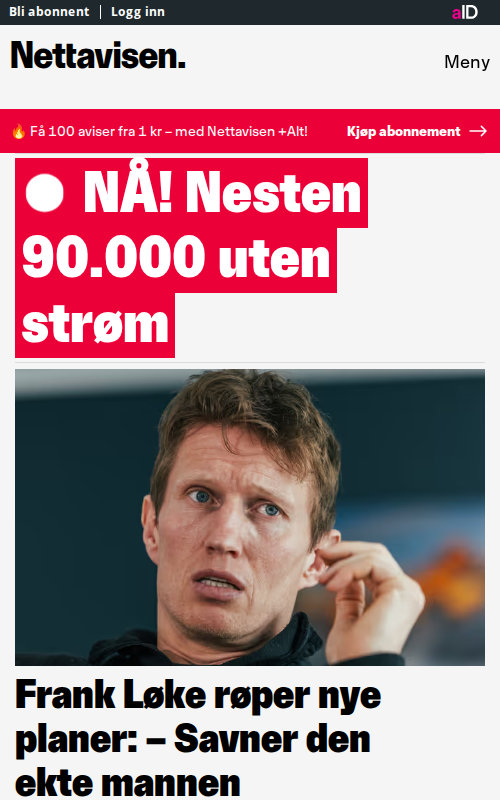 Bli abonnent | Logg inn
aID
Nettavisen.
Meny
🔥 Få 100 aviser fra 1 kr – med Nettavisen +Alt!
Kjøp abonnement →
NÅ! Nesten
90.000 uten
strøm
Frank Løke røper nye
planer: – Savner den
ekte mannen